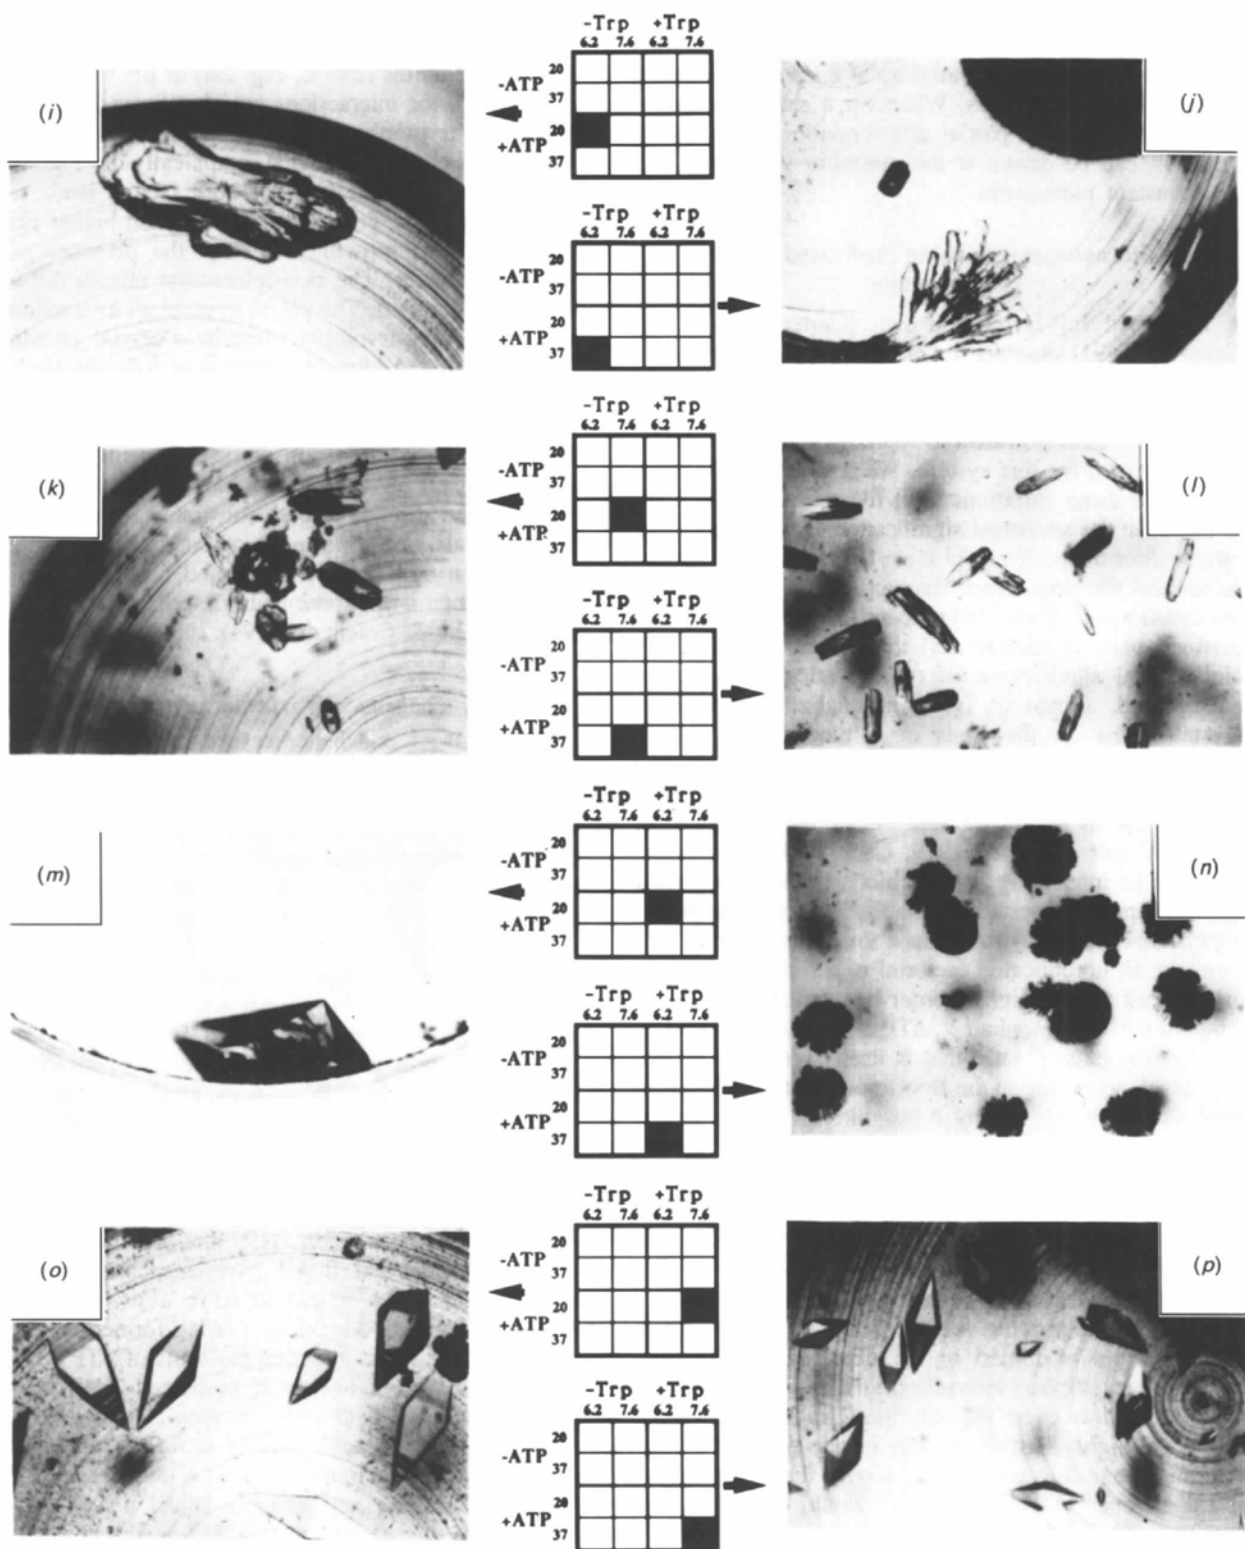 -Trp +Trp
6.2 7.6 6.2 7.6
(i)
20
-ATP
37
20
+ATP
37
(j)
-Trp +Trp
6.2 7.6 6.2 7.6
20
-ATP
37
20
+ATP
37
-Trp +Trp
6.2 7.6 6.2 7.6
(k)
20
-ATP
37
20
+ATP
37
(l)
-Trp +Trp
6.2 7.6 6.2 7.6
20
-ATP
37
20
+ATP
37
-Trp +Trp
6.2 7.6 6.2 7.6
(m)
20
-ATP
37
20
+ATP
37
(n)
-Trp +Trp
6.2 7.6 6.2 7.6
20
-ATP
37
20
+ATP
37
-Trp +Trp
6.2 7.6 6.2 7.6
(o)
20
-ATP
37
20
+ATP
37
(p)
-Trp +Trp
6.2 7.6 6.2 7.6
20
-ATP
37
20
+ATP
37